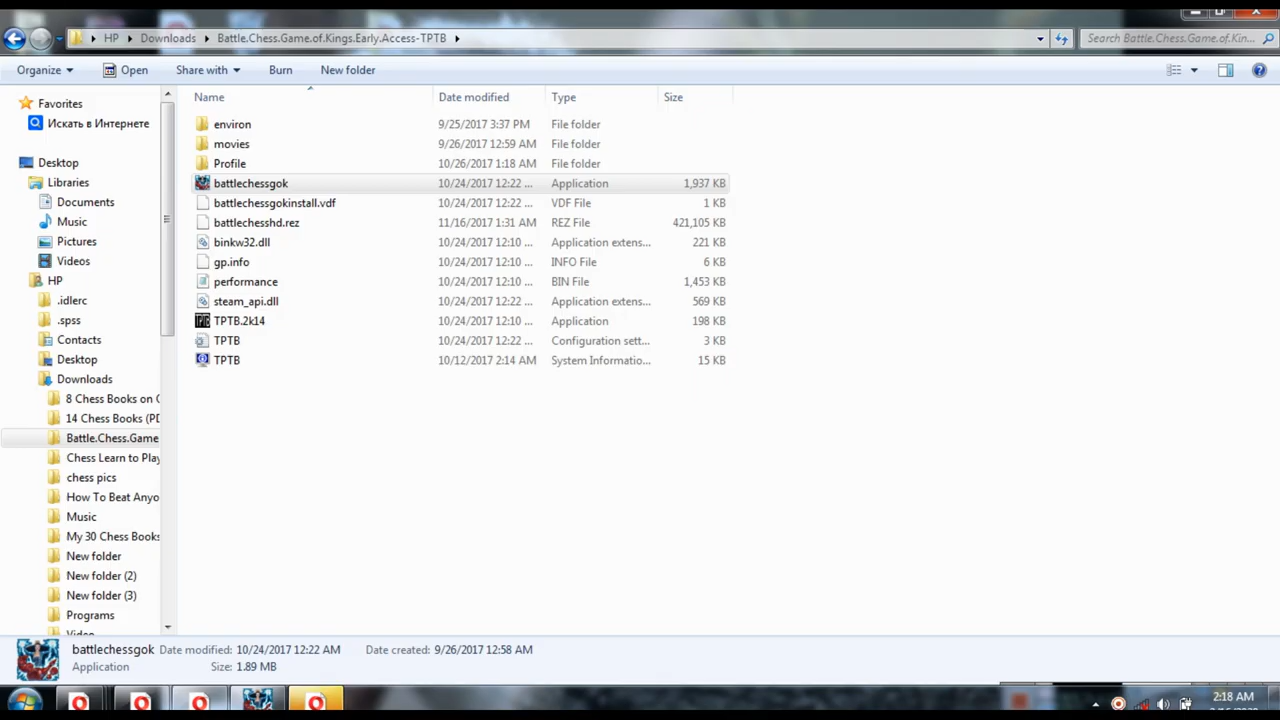 HP Downloads Battle.Chess.Game.of.Kings.Early.Access-TPTB
Search Battle.Chess.Game.of.Kin...
Organize Open Share with Burn New folder
Name Date modified Type Size
environ 9/25/2017 3:37 PM File folder
movies 9/26/2017 12:59 AM File folder
Profile 10/26/2017 1:18 AM File folder
battlechessgok 10/24/2017 12:22 ... Application 1,937 KB
battlechessgokinstall.vdf 10/24/2017 12:22 ... VDF File 1 KB
battlechesshd.rez 11/16/2017 1:31 AM REZ File 421,105 KB
binkw32.dll 10/24/2017 12:10 ... Application extens... 221 KB
gp.info 10/24/2017 12:10 ... INFO File 6 KB
performance 10/24/2017 12:10 ... BIN File 1,453 KB
steam_api.dll 10/24/2017 12:22 ... Application extens... 569 KB
TPTB.2k14 10/24/2017 12:10 ... Application 198 KB
TPTB 10/24/2017 12:22 ... Configuration sett... 3 KB
TPTB 10/12/2017 2:14 AM System Informatio... 15 KB
Favorites
Искать в Интернете
Desktop
Libraries
Documents
Music
Pictures
Videos
HP
.idlerc
.spss
Contacts
Desktop
Downloads
8 Chess Books on
14 Chess Books (PD
Battle.Chess.Game
Chess Learn to Play
chess pics
How To Beat Anyo
Music
My 30 Chess Books
New folder
New folder (2)
New folder (3)
Programs
Video
battlechessgok Date modified: 10/24/2017 12:22 AM Date created: 9/26/2017 12:58 AM
Application Size: 1.89 MB
2:18 AM